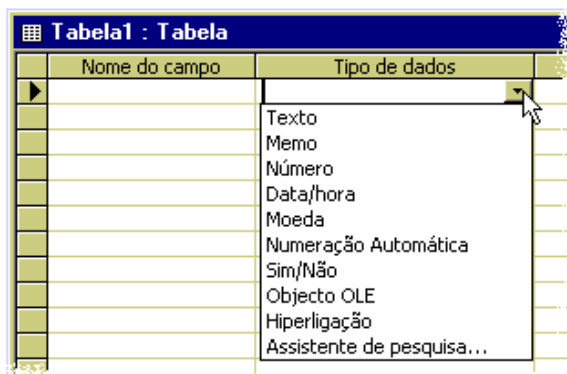 Tabela1 : Tabela
Nome do campo Tipo de dados
Texto
Memo
Número
Data/hora
Moeda
Numeração Automática
Sim/Não
Objecto OLE
Hiperligação
Assistente de pesquisa...